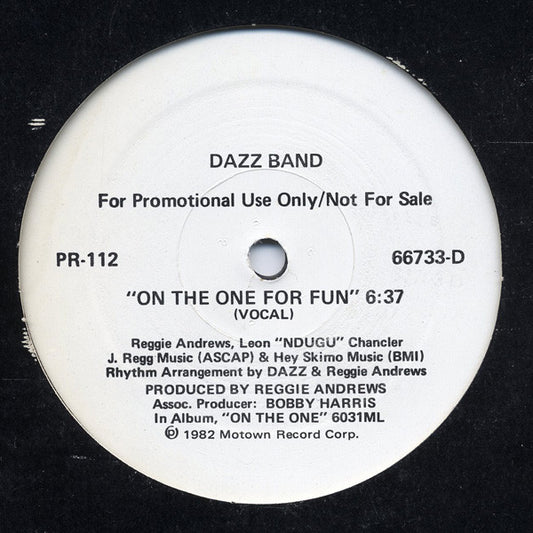 DAZZ BAND
For Promotional Use Only/Not For Sale
PR-112 66733-D
"ON THE ONE FOR FUN" 6:37
(VOCAL)
Reggie Andrews, Leon "NDUGU" Chancler
J. Regg Music (ASCAP) & Hey Skimo Music (BMI)
Rhythm Arrangement by DAZZ & Reggie Andrews
PRODUCED BY REGGIE ANDREWS
Assoc. Producer: BOBBY HARRIS
In Album, "ON THE ONE" 6031ML
℗ 1982 Motown Record Corp.